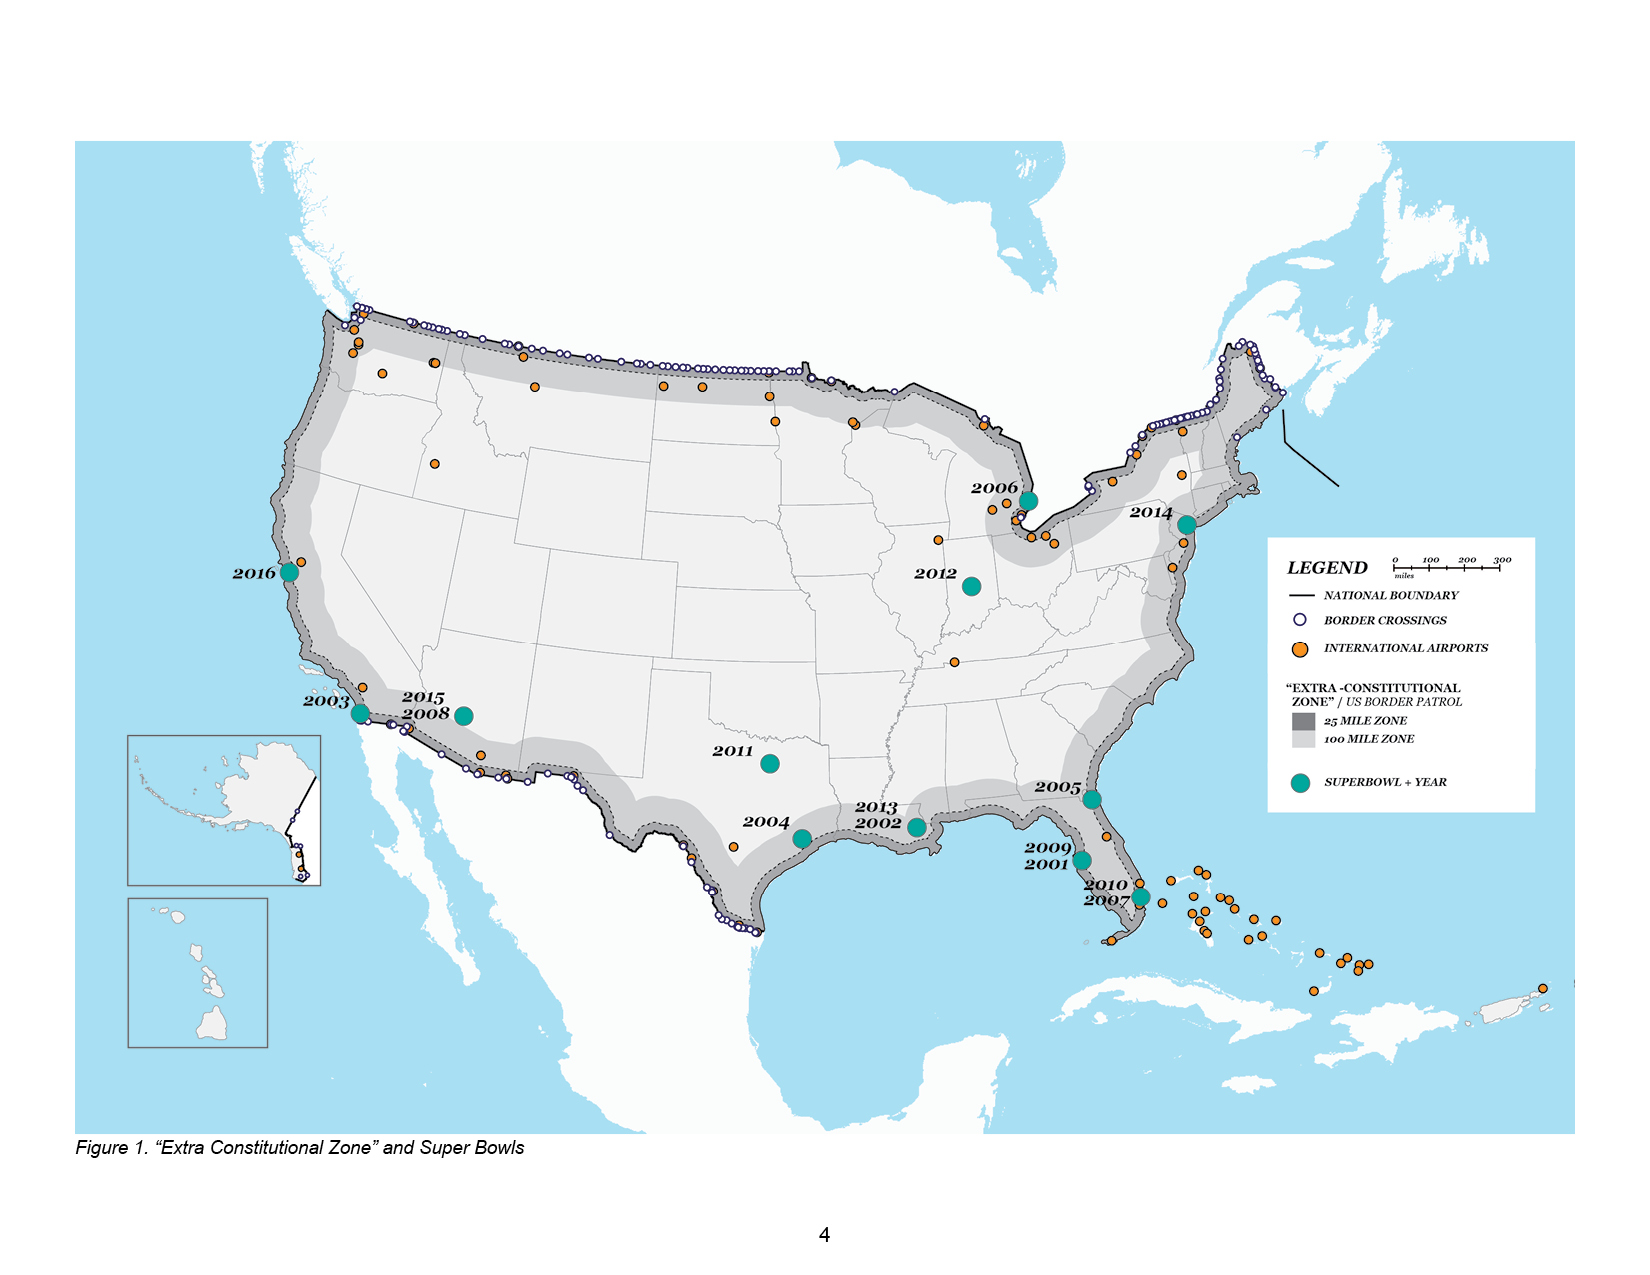 2006
2014
2016
2012
2003
2015
2008
2011
2005
2013
2002
2004
2009
2001
2010
2007
LEGEND
0 100 200 300
miles
NATIONAL BOUNDARY
BORDER CROSSINGS
INTERNATIONAL AIRPORTS
“EXTRA -CONSTITUTIONAL
ZONE” / US BORDER PATROL
25 MILE ZONE
100 MILE ZONE
SUPERBOWL + YEAR
Figure 1. “Extra Constitutional Zone” and Super Bowls
4